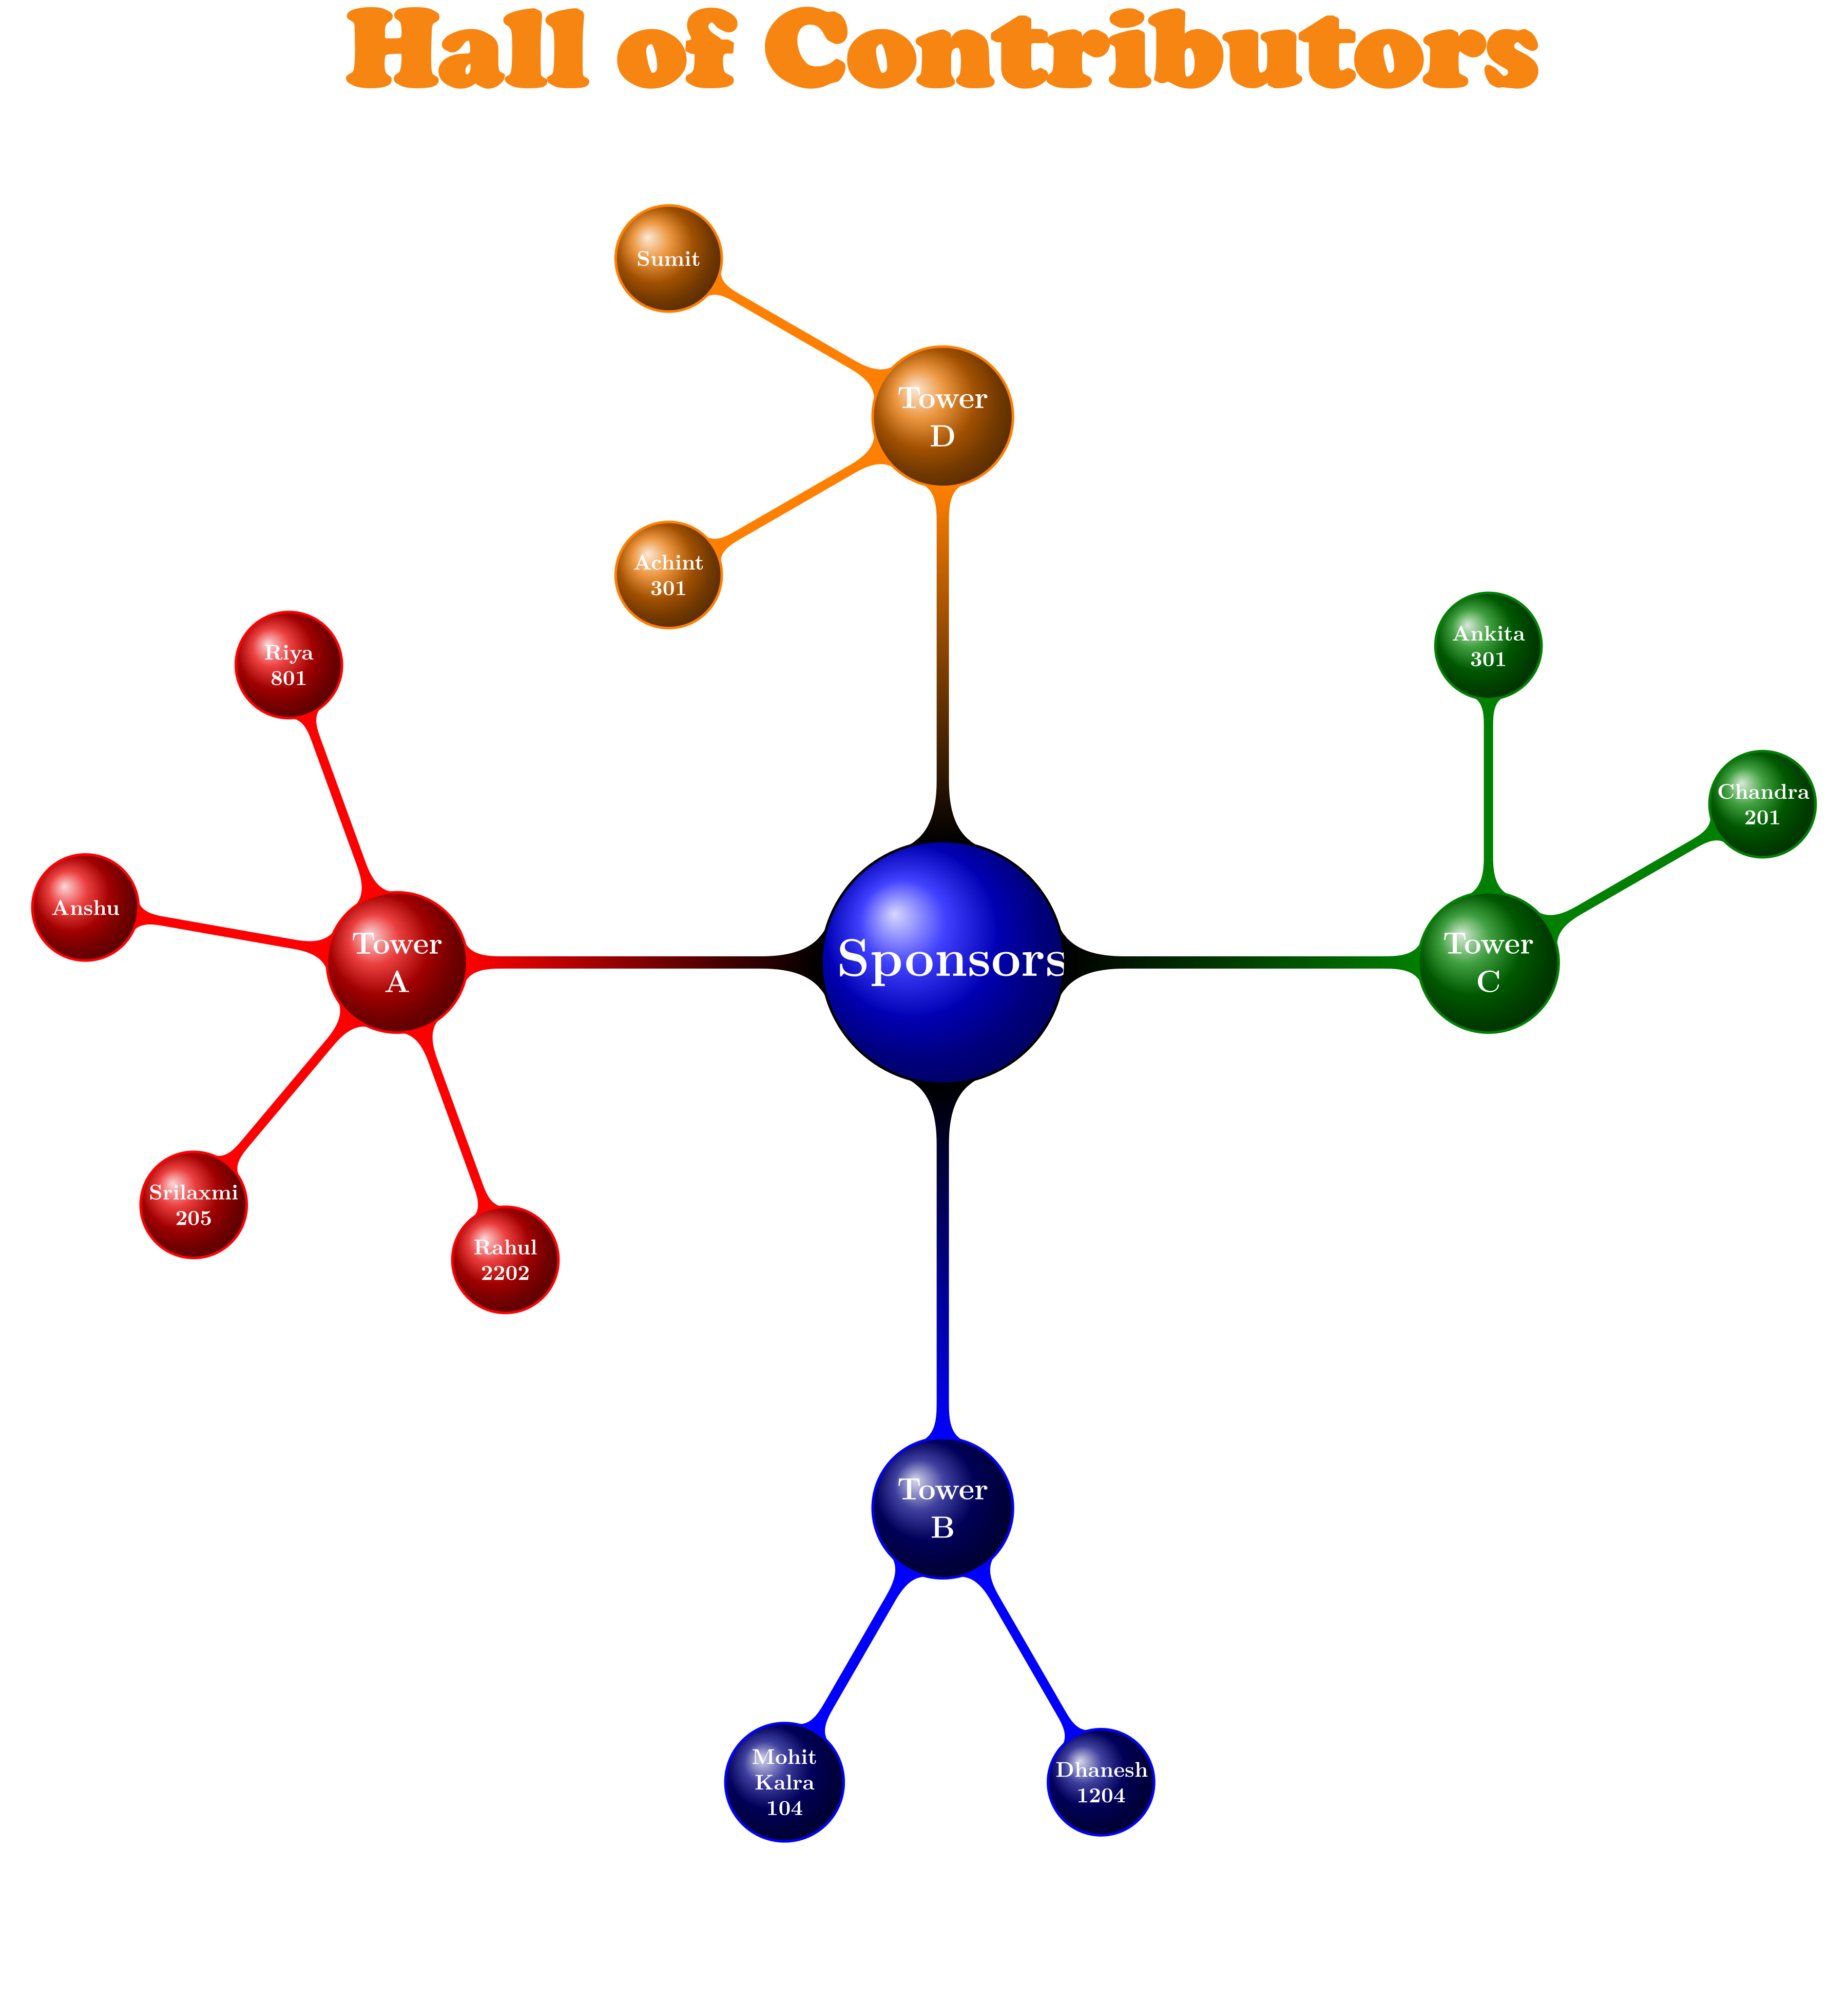 Hall of Contributors
Sumit
Tower
D
Achint
301
Riya
801
Ankita
301
Chandra
201
Anshu
Tower
A
Sponsors
Tower
C
Srilaxmi
205
Rahul
2202
Tower
B
Mohit
Kalra
104
Dhanesh
1204